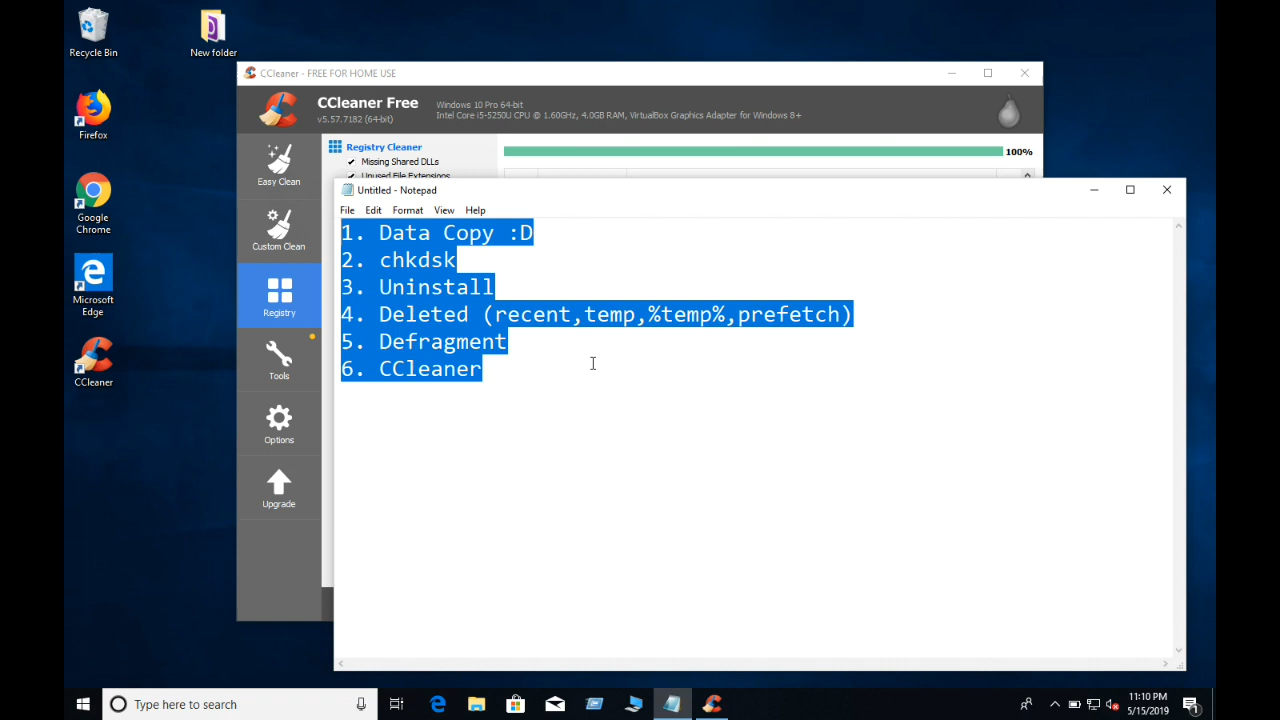 Recycle Bin
New folder
Firefox
Google
Chrome
Microsoft
Edge
CCleaner
CCleaner - FREE FOR HOME USE
CCleaner Free
v5.57.7182 (64-bit)
Windows 10 Pro 64-bit
Intel Core i5-5250U CPU @ 1.60GHz, 4.0GB RAM, VirtualBox Graphics Adapter for Windows 8+
Easy Clean
Custom Clean
Registry
Tools
Options
Upgrade
Registry Cleaner
Missing Shared DLLs
Unused File Extensions
100%
Untitled - Notepad
File Edit Format View Help
1. Data Copy :D
2. chkdsk
3. Uninstall
4. Deleted (recent,temp,%temp%,prefetch)
5. Defragment
6. CCleaner
Type here to search
11:10 PM
5/15/2019
1